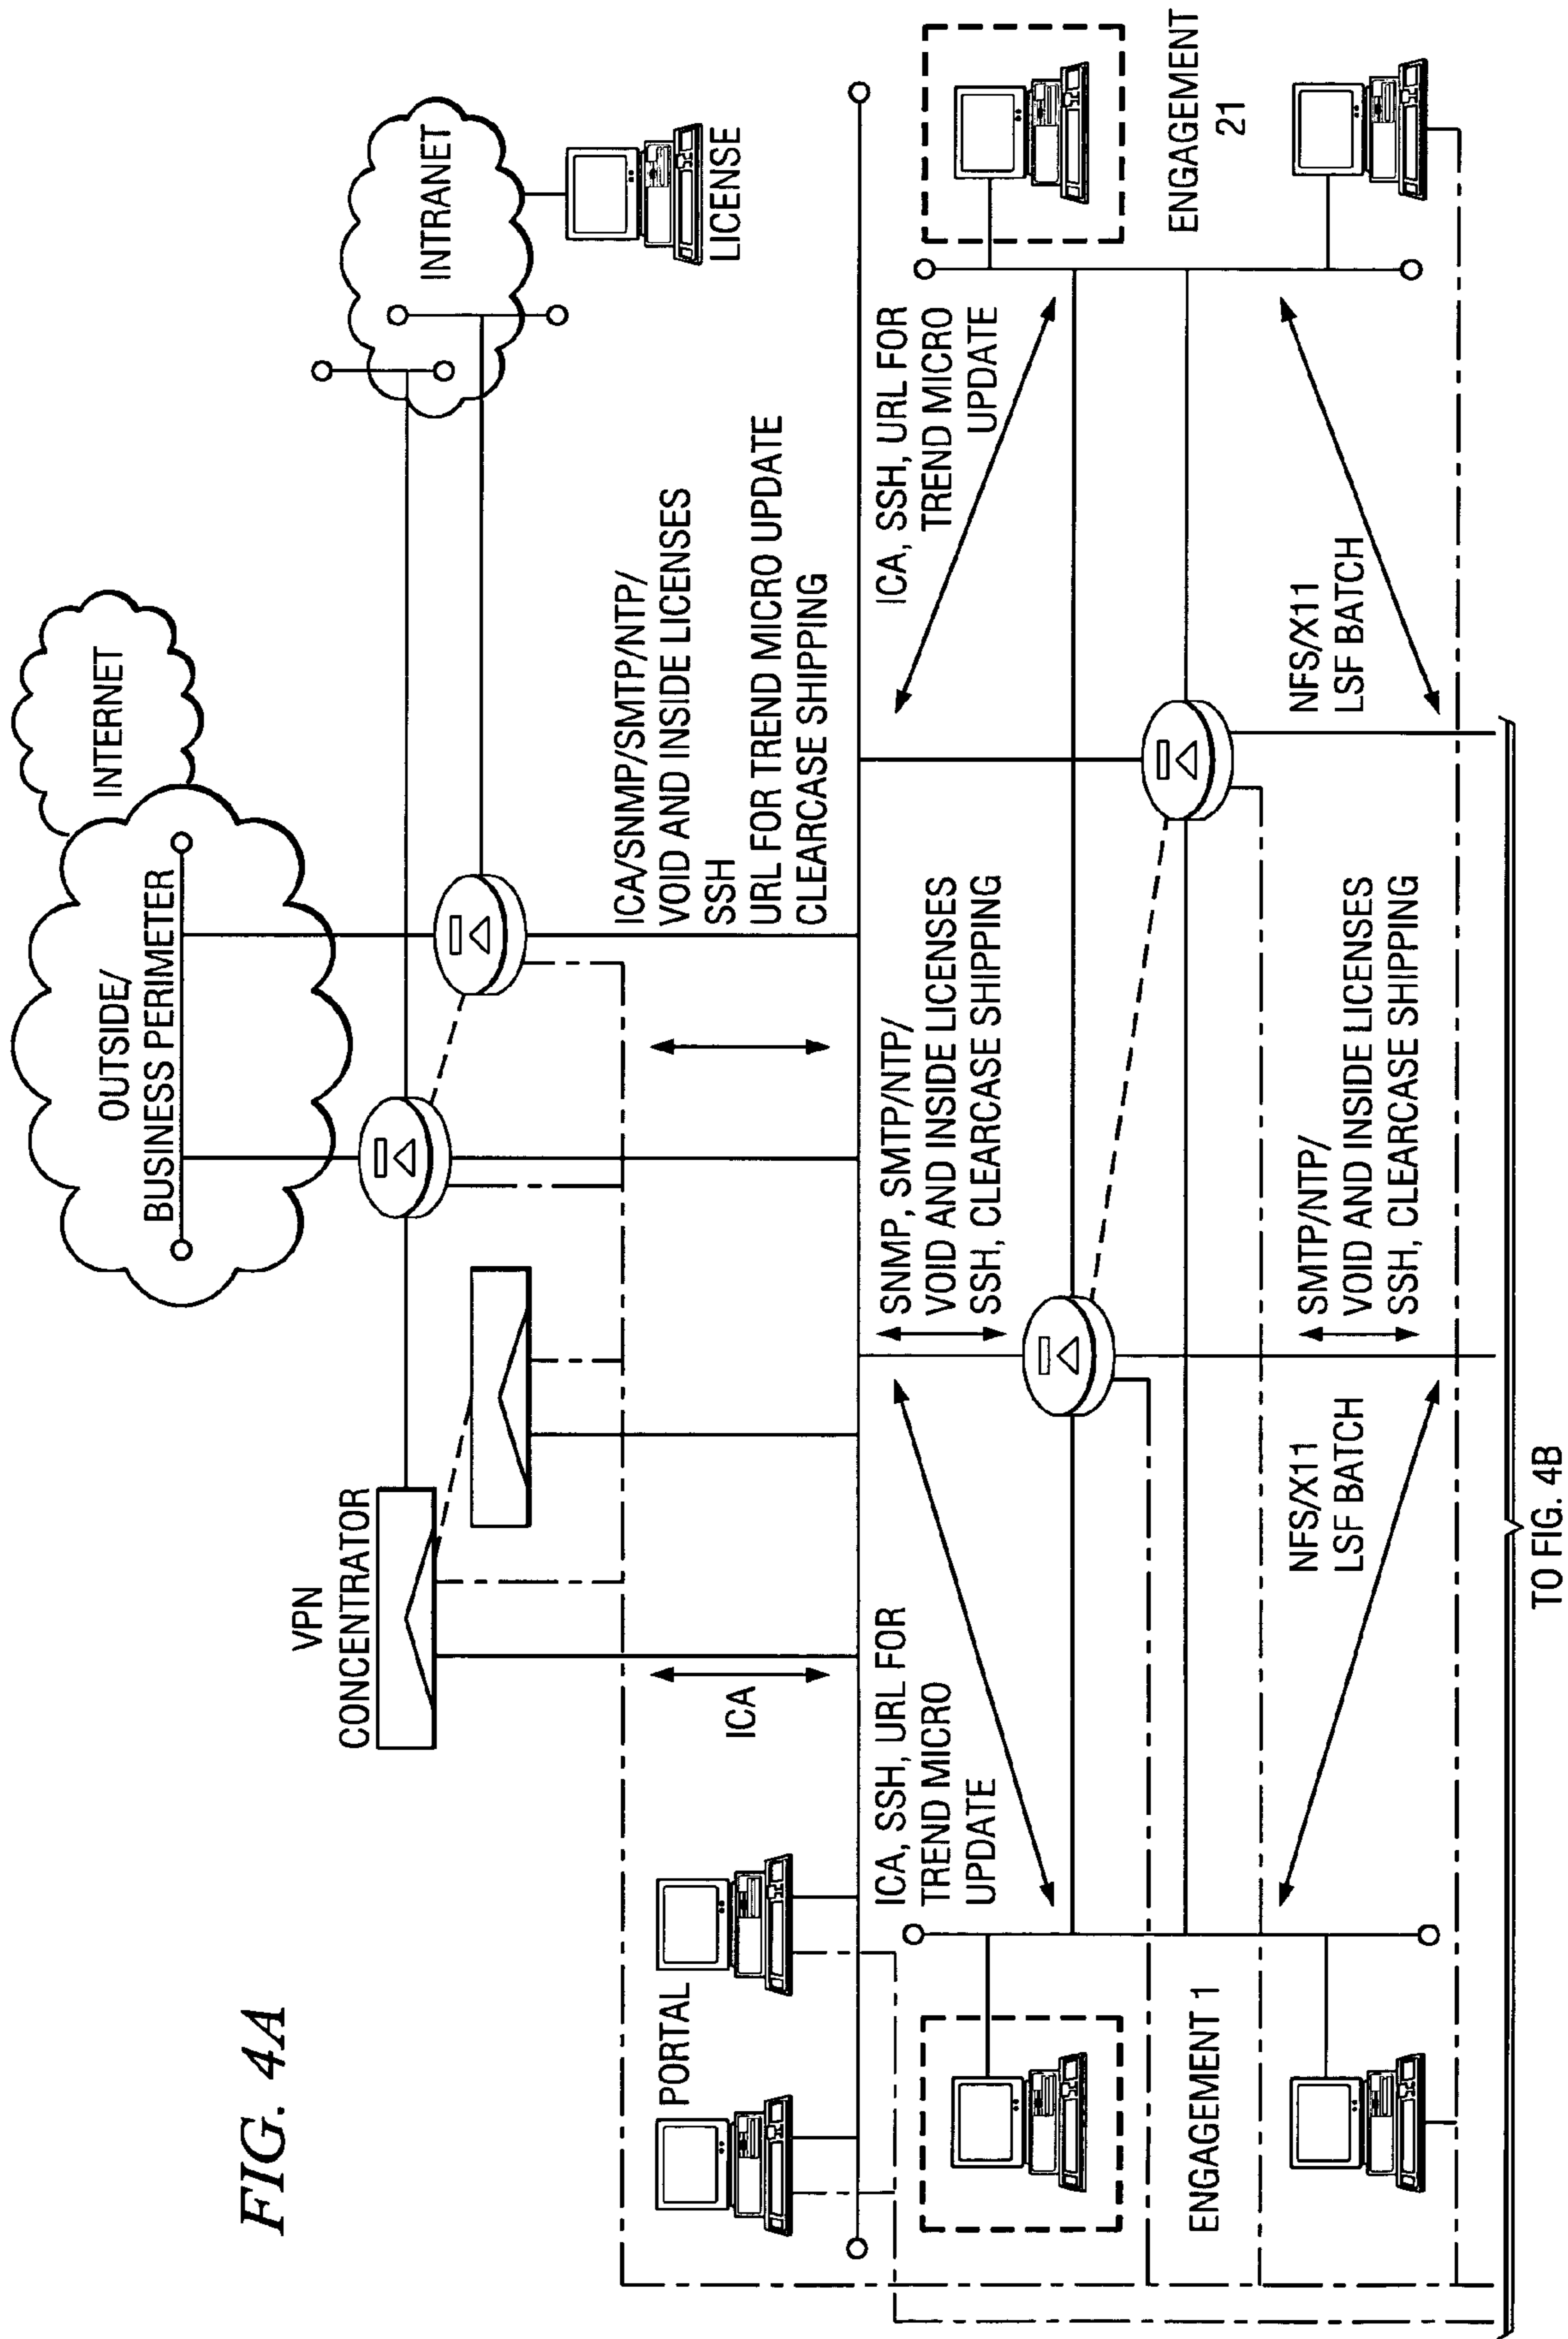 FIG. 4A
OUTSIDE/
BUSINESS PERIMETER
INTERNET
INTRANET
LICENSE
VPN
CONCENTRATOR
PORTAL
ICA
ICA/SNMP/SMTP/NTP/
VOID AND INSIDE LICENSES
SSH
URL FOR TREND MICRO UPDATE
CLEARCASE SHIPPING
ICA, SSH, URL FOR
TREND MICRO
UPDATE
SNMP, SMTP/NTP/
VOID AND INSIDE LICENSES
SSH, CLEARCASE SHIPPING
ICA, SSH, URL FOR
TREND MICRO
UPDATE
ENGAGEMENT 1
NFS/X11
LSF BATCH
SMTP/NTP/
VOID AND INSIDE LICENSES
SSH, CLEARCASE SHIPPING
NFS/X11
LSF BATCH
ENGAGEMENT
21
TO FIG. 4B